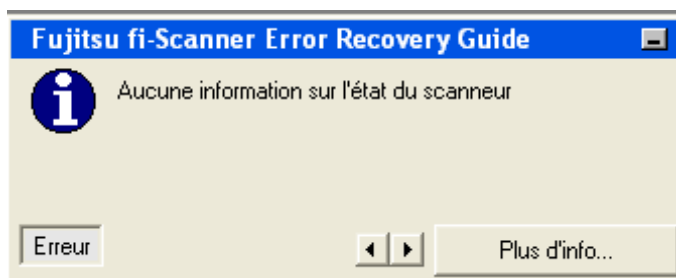 Fujitsu fi-Scanner Error Recovery Guide
Aucune information sur l'état du scanneur
Erreur
Plus d'info...